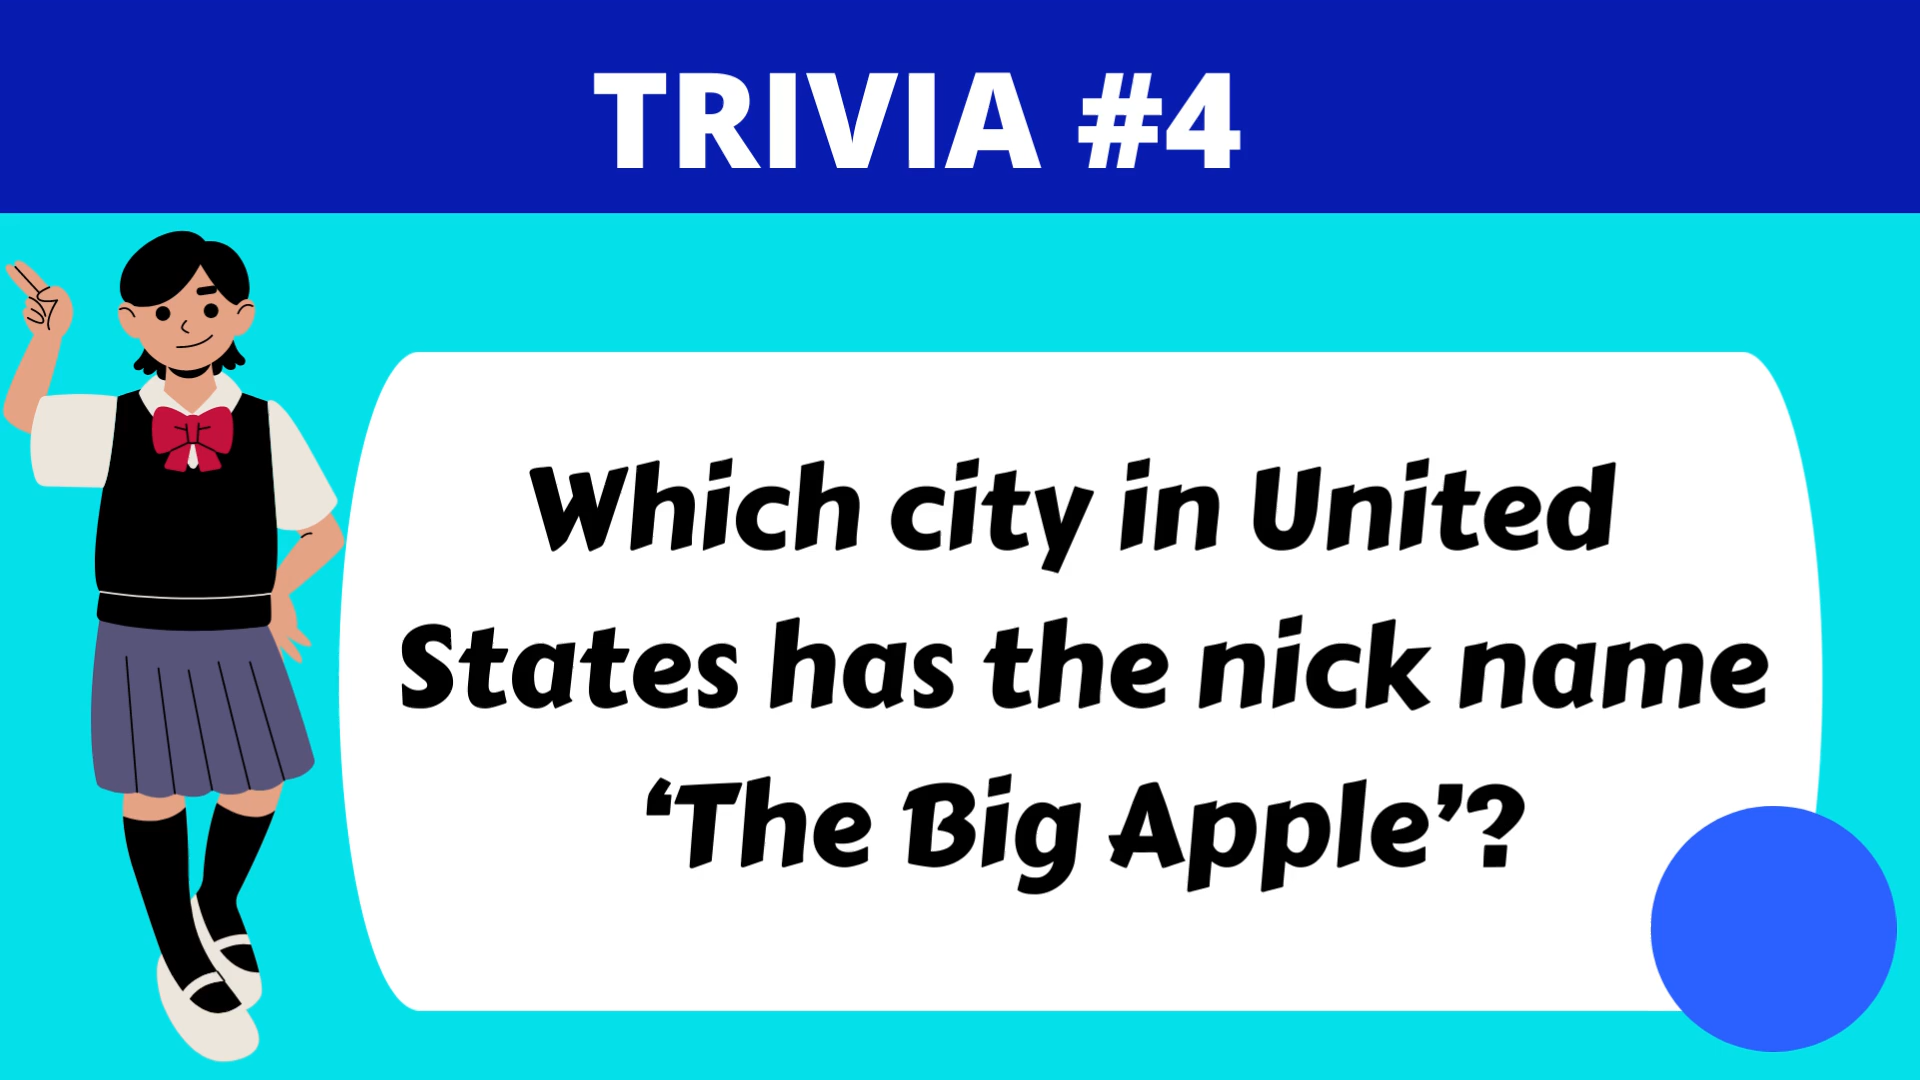 TRIVIA #4
Which city in United
States has the nick name
‘The Big Apple’?